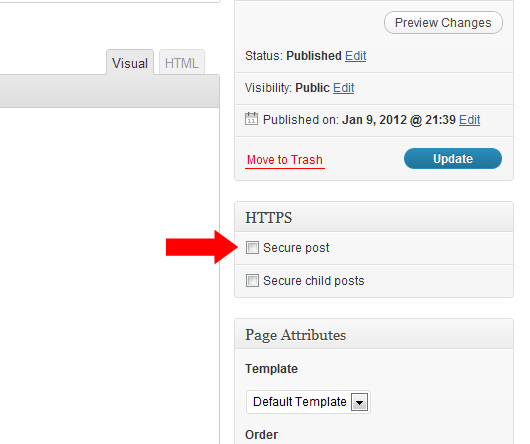 Preview Changes
Status: Published Edit
Visual HTML
Visibility: Public Edit
11
Published on: Jan 9, 2012 @ 21:39 Edit
Move to Trash Update
HTTPS
Secure post
Secure child posts
Page Attributes
Template
Default Template
Order